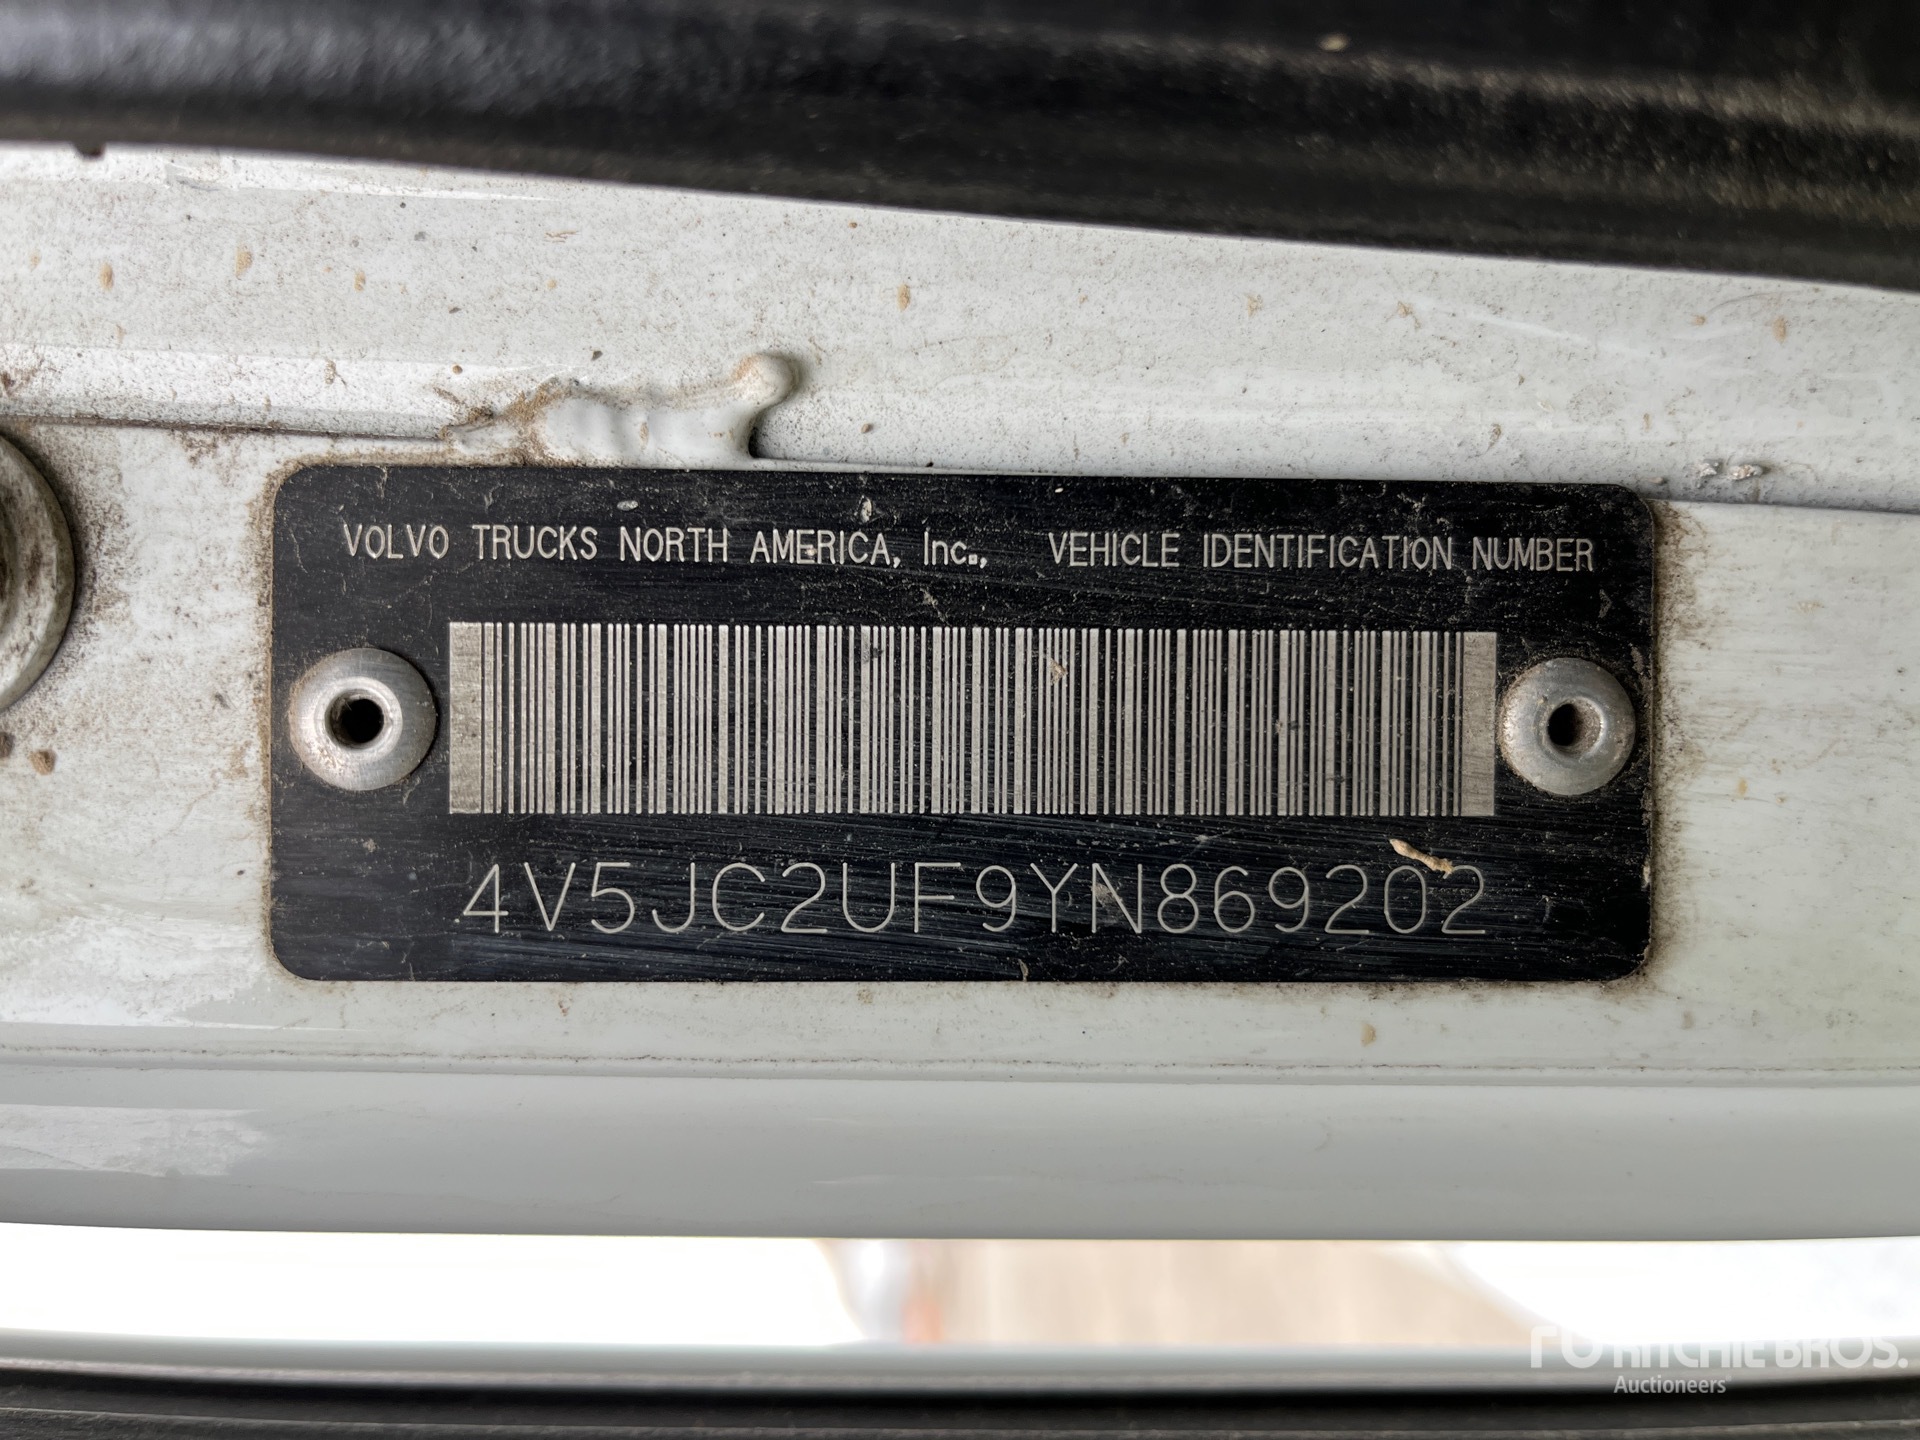 VOLVO TRUCKS NORTH AMERICA, Inc., VEHICLE IDENTIFICATION NUMBER
4V5JC2UF9YN869202
RITCHIE BROS.
Auctioneers